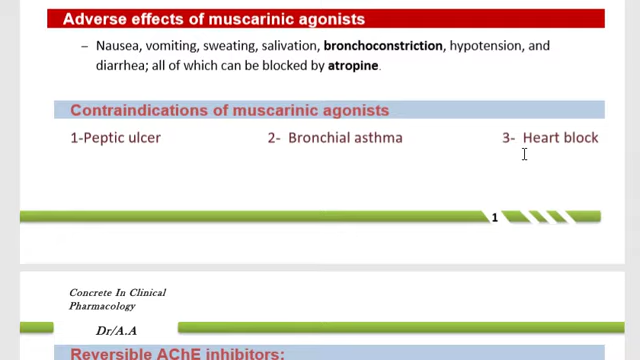 Adverse effects of muscarinic agonists
– Nausea, vomiting, sweating, salivation, bronchoconstriction, hypotension, and
diarrhea; all of which can be blocked by atropine.
Contraindications of muscarinic agonists
1-Peptic ulcer 2- Bronchial asthma 3- Heart block
1
Concrete In Clinical
Pharmacology
Dr/A.A
Reversible AChE inhibitors: